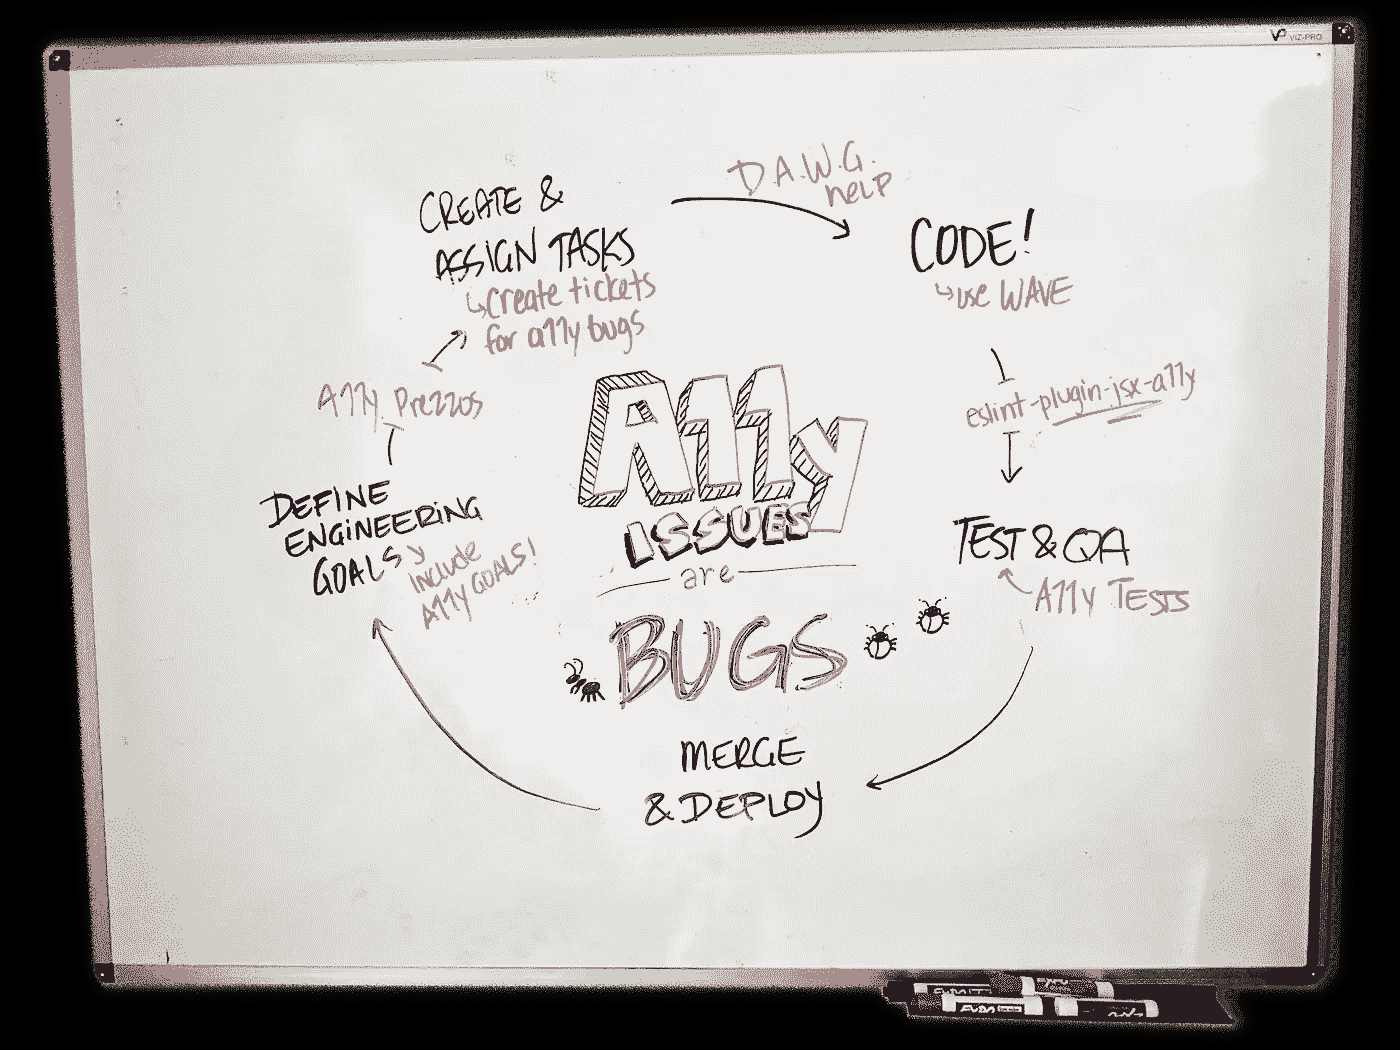 VIZ-PRO
CREATE &
ASSIGN TASKS
↳create tickets
for a11y bugs
D.A.W.G.
HELP
CODE!
↳use WAVE
eslint-plugin-jsx-a11y
TEST & QA
A11y TESTS
MERGE
& DEPLOY
DEFINE
ENGINEERING
GOALS
include
A11y GOALS!
A11y Prezzos
A11y
ISSUES
are
BUGS
EXPO